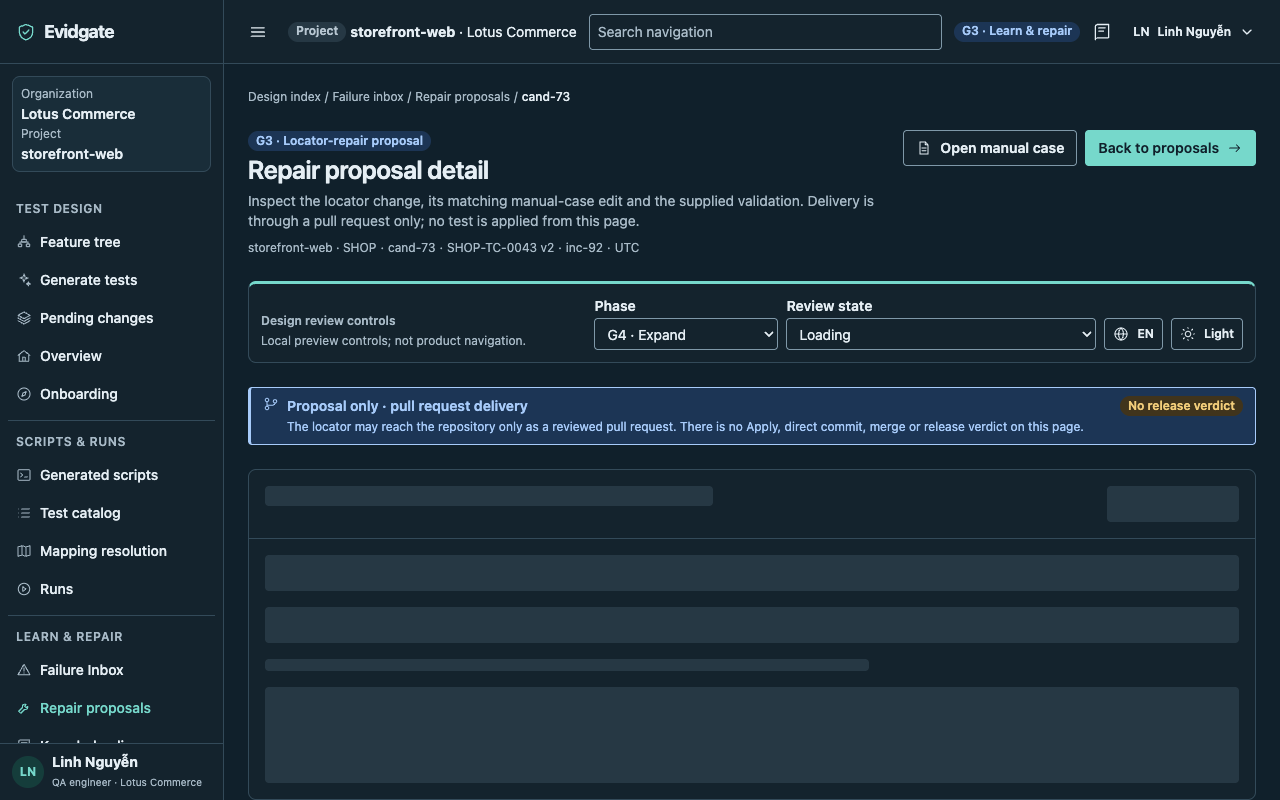 Evidgate
Project storefront-web · Lotus Commerce
Search navigation
G3 · Learn & repair
LN Linh Nguyễn
Organization
Lotus Commerce
Project
storefront-web
TEST DESIGN
Feature tree
Generate tests
Pending changes
Overview
Onboarding
SCRIPTS & RUNS
Generated scripts
Test catalog
Mapping resolution
Runs
LEARN & REPAIR
Failure Inbox
Repair proposals
LN
Linh Nguyễn
QA engineer · Lotus Commerce
Design index / Failure inbox / Repair proposals / cand-73
G3 · Locator-repair proposal
Repair proposal detail
Inspect the locator change, its matching manual-case edit and the supplied validation. Delivery is
through a pull request only; no test is applied from this page.
storefront-web · SHOP · cand-73 · SHOP-TC-0043 v2 · inc-92 · UTC
Open manual case
Back to proposals →
Design review controls
Local preview controls; not product navigation.
Phase
G4 · Expand
Review state
Loading
EN
Light
Proposal only · pull request delivery
No release verdict
The locator may reach the repository only as a reviewed pull request. There is no Apply, direct commit, merge or release verdict on this page.